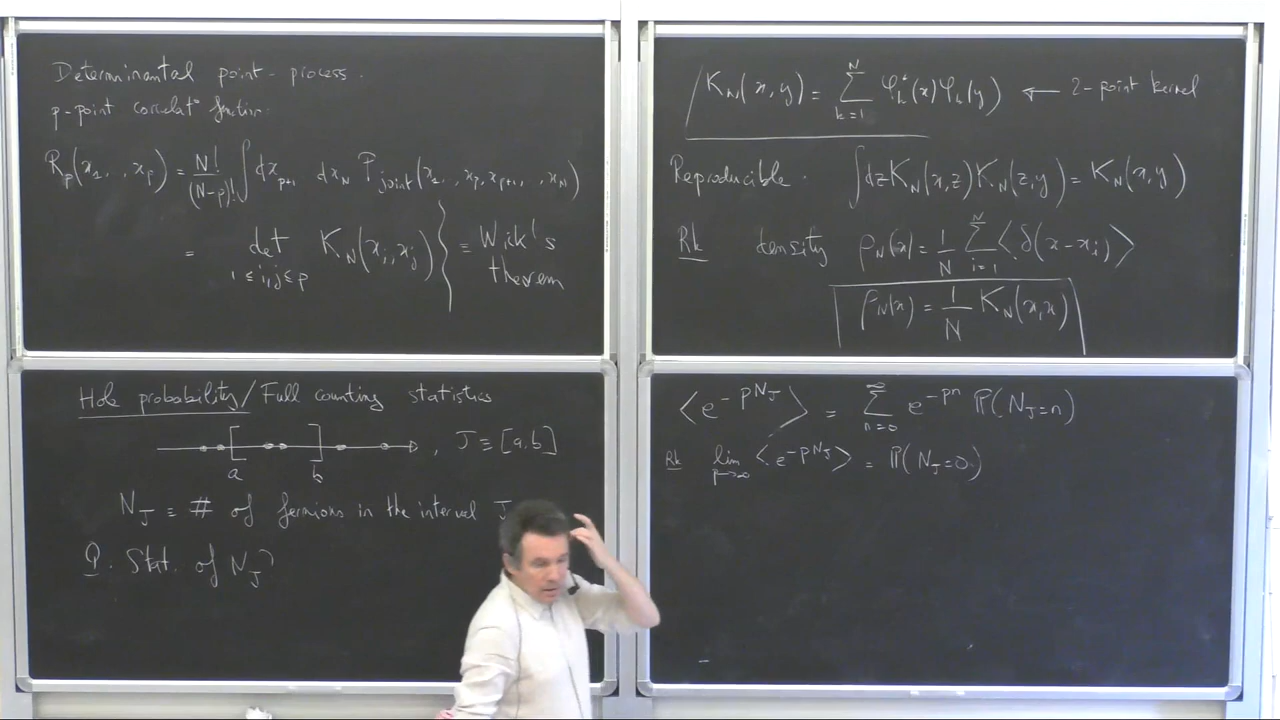 Determinantal point-process.
p-point correlat° function.
R_p(x_1, ., x_p) = N!/(N-p)! ∫dx_{p+1} dx_N P_joint(x_1, ., x_p, x_{p+1}, ., x_N)
= det_{1≤i,j≤p} K_N(x_i, x_j) } ≡ Wick's theorem
K_N(x,y) = ∑_{k=1}^{N} φ_k^*(x) φ_k(y) ← 2-point kernel
Reproducible. ∫dz K_N(x,z) K_N(z,y) = K_N(x,y)
Rk density ρ_N(x) = 1/N ∑_{i=1}^{N} <δ(x-x_i)>
ρ_N(x) = 1/N K_N(x,x)
Hole probability/Full counting statistics
a b , J ≡ [a.b]
N_J ≡ # of fermions in the interval J
Q. Stat. of N_J?
<e^{-pN_J}> = ∑_{n=0}^{∞} e^{-pn} ℙ(N_J=n)
Rk lim_{p→∞} <e^{-pN_J}> = ℙ(N_J=0)